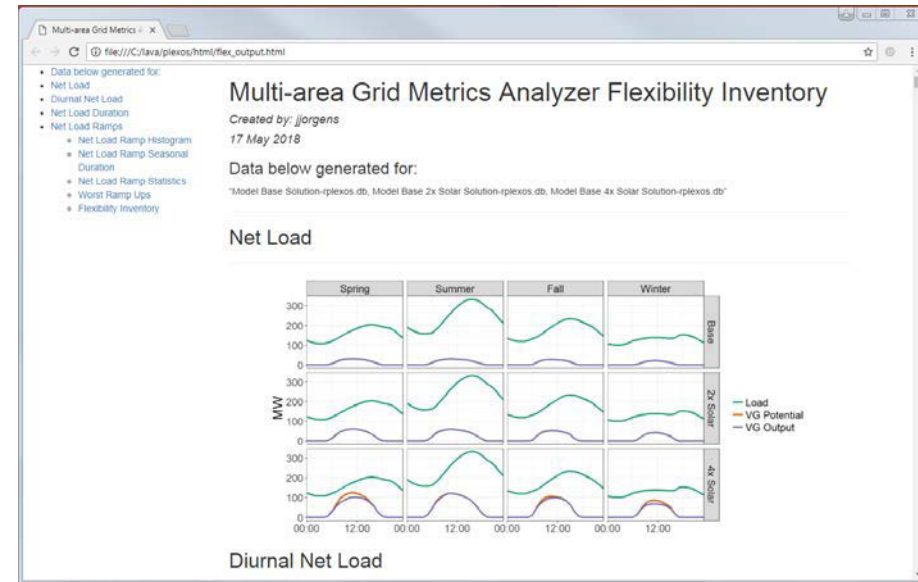 Multi-area Grid Metrics
file:///C:/lava/plexos/html/flex_output.html
Data below generated for:
Net Load
Diurnal Net Load
Net Load Duration
Net Load Ramps
Net Load Ramp Histogram
Net Load Ramp Seasonal
Duration
Net Load Ramp Statistics
Worst Ramp Ups
Flexibility Inventory
Multi-area Grid Metrics Analyzer Flexibility Inventory
Created by: jjorgens
17 May 2018
Data below generated for:
"Model Base Solution-rplexos.db, Model Base 2x Solar Solution-rplexos.db, Model Base 4x Solar Solution-rplexos.db"
Net Load
Spring Summer Fall Winter
300
200
100
0
Base
300
200
100
0
2x Solar
300
200
100
0
4x Solar
MW
00:00 12:00 00:00 12:00 00:00 12:00 00:00 12:00
Load
VG Potential
VG Output
Diurnal Net Load